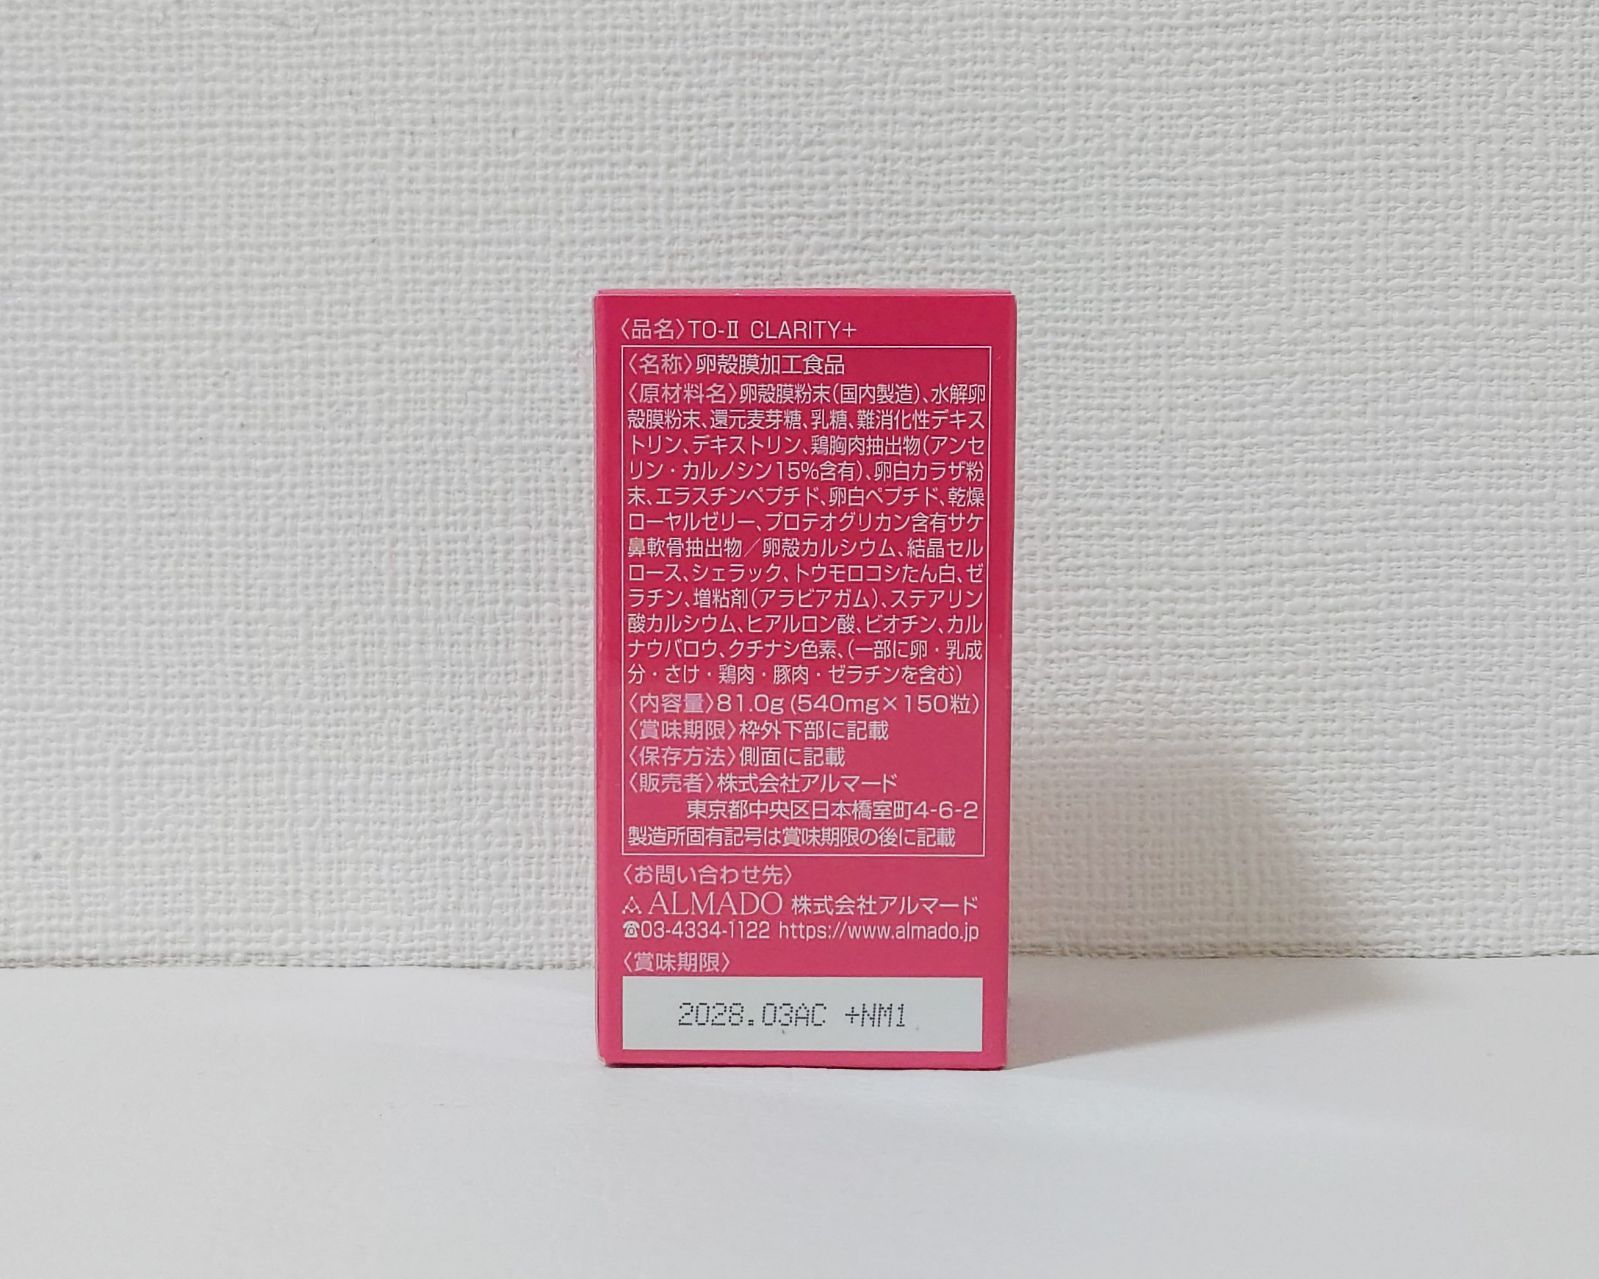 〈品名〉TO-Ⅱ CLARITY+
〈名称〉卵殻膜加工食品
〈原材料名〉卵殻膜粉末(国内製造)、水解卵
殻膜粉末、還元麦芽糖、乳糖、難消化性デキス
トリン、デキストリン、鶏胸肉抽出物(アンセ
リン・カルノシン15%含有)、卵白カラザ粉
末、エラスチンペプチド、卵白ペプチド、乾燥
ローヤルゼリー、プロテオグリカン含有サケ
鼻軟骨抽出物/卵殻カルシウム、結晶セル
ロース、シェラック、トウモロコシたん白、ゼ
ラチン、増粘剤(アラビアガム)、ステアリン
酸カルシウム、ヒアルロン酸、ビオチン、カル
ナウバロウ、クチナシ色素、(一部に卵・乳成
分・さけ・鶏肉・豚肉・ゼラチンを含む)
〈内容量〉81.0g(540mg×150粒)
〈賞味期限〉枠外下部に記載
〈保存方法〉側面に記載
〈販売者〉株式会社アルマード
東京都中央区日本橋室町4-6-2
製造所固有記号は賞味期限の後に記載
〈お問い合わせ先〉
ALMADO 株式会社アルマード
☎03-4334-1122 https://www.almado.jp
〈賞味期限〉
2028.03AC +NM1